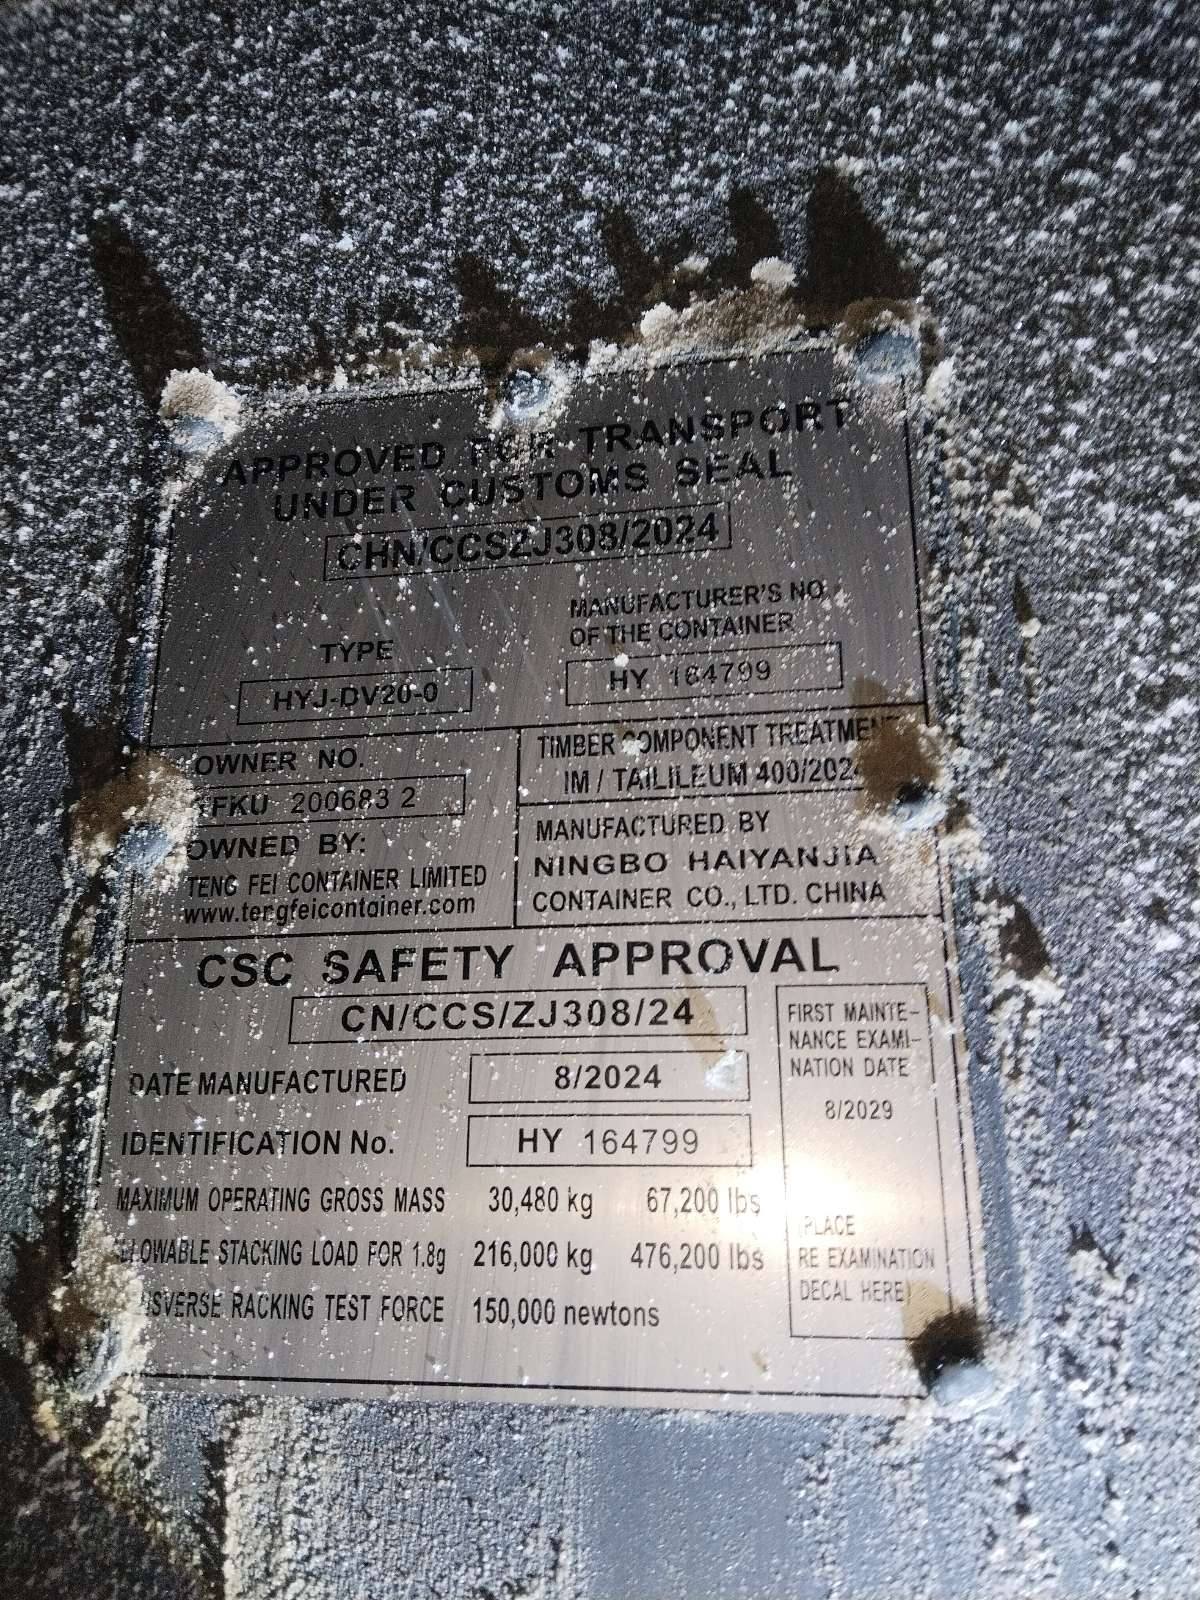 APPROVED FOR TRANSPORT
UNDER CUSTOMS SEAL
CHN/CCSZJ308/2024
TYPE
HYJ-DV20-0
MANUFACTURER'S NO
OF THE CONTAINER
HY 164799
OWNER NO.
FKU 200683 2
OWNED BY:
TENG FEI CONTAINER LIMITED
www.tengfeicontainer.com
TIMBER COMPONENT TREATMENT
IM / TAILILEUM 400/2024
MANUFACTURED BY
NINGBO HAIYANJIA
CONTAINER CO., LTD. CHINA
CSC SAFETY APPROVAL
CN/CCS/ZJ308/24
DATE MANUFACTURED 8/2024
IDENTIFICATION No. HY 164799
MAXIMUM OPERATING GROSS MASS 30,480 kg 67,200 lbs
ALLOWABLE STACKING LOAD FOR 1.8g 216,000 kg 476,200 lbs
RACKING TEST FORCE 150,000 newtons
FIRST MAINTE-
NANCE EXAMI-
NATION DATE
8/2029
(PLACE
RE EXAMINATION
DECAL HERE)